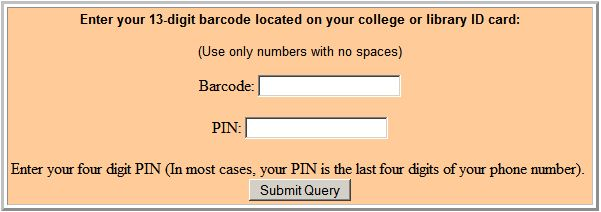 Enter your 13-digit barcode located on your college or library ID card:
(Use only numbers with no spaces)
Barcode:
PIN:
Enter your four digit PIN (In most cases, your PIN is the last four digits of your phone number).
Submit Query